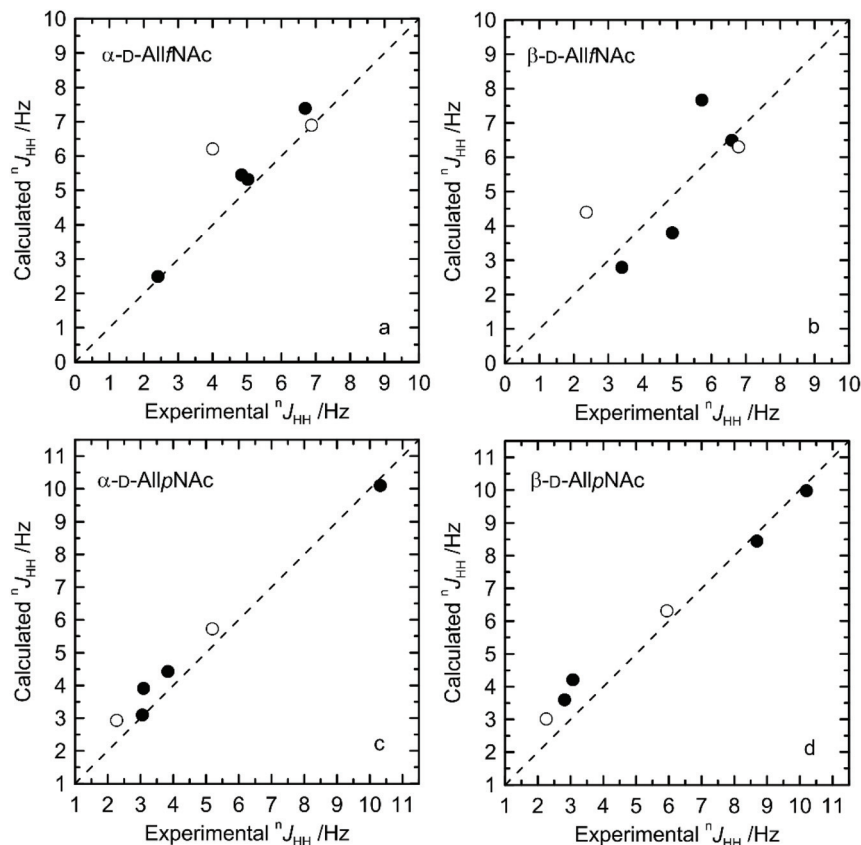 α-D-AllfNAc
Calculated ⁿJHH /Hz
10
9
8
7
6
5
4
3
2
1
0
0 1 2 3 4 5 6 7 8 9 10
a
Experimental ⁿJHH /Hz
β-D-AllfNAc
Calculated ⁿJHH /Hz
10
9
8
7
6
5
4
3
2
1
0
0 1 2 3 4 5 6 7 8 9 10
b
Experimental ⁿJHH /Hz
α-D-AllpNAc
Calculated ⁿJHH /Hz
11
10
9
8
7
6
5
4
3
2
1
1 2 3 4 5 6 7 8 9 10 11
c
Experimental ⁿJHH /Hz
β-D-AllpNAc
Calculated ⁿJHH /Hz
11
10
9
8
7
6
5
4
3
2
1
1 2 3 4 5 6 7 8 9 10 11
d
Experimental ⁿJHH /Hz